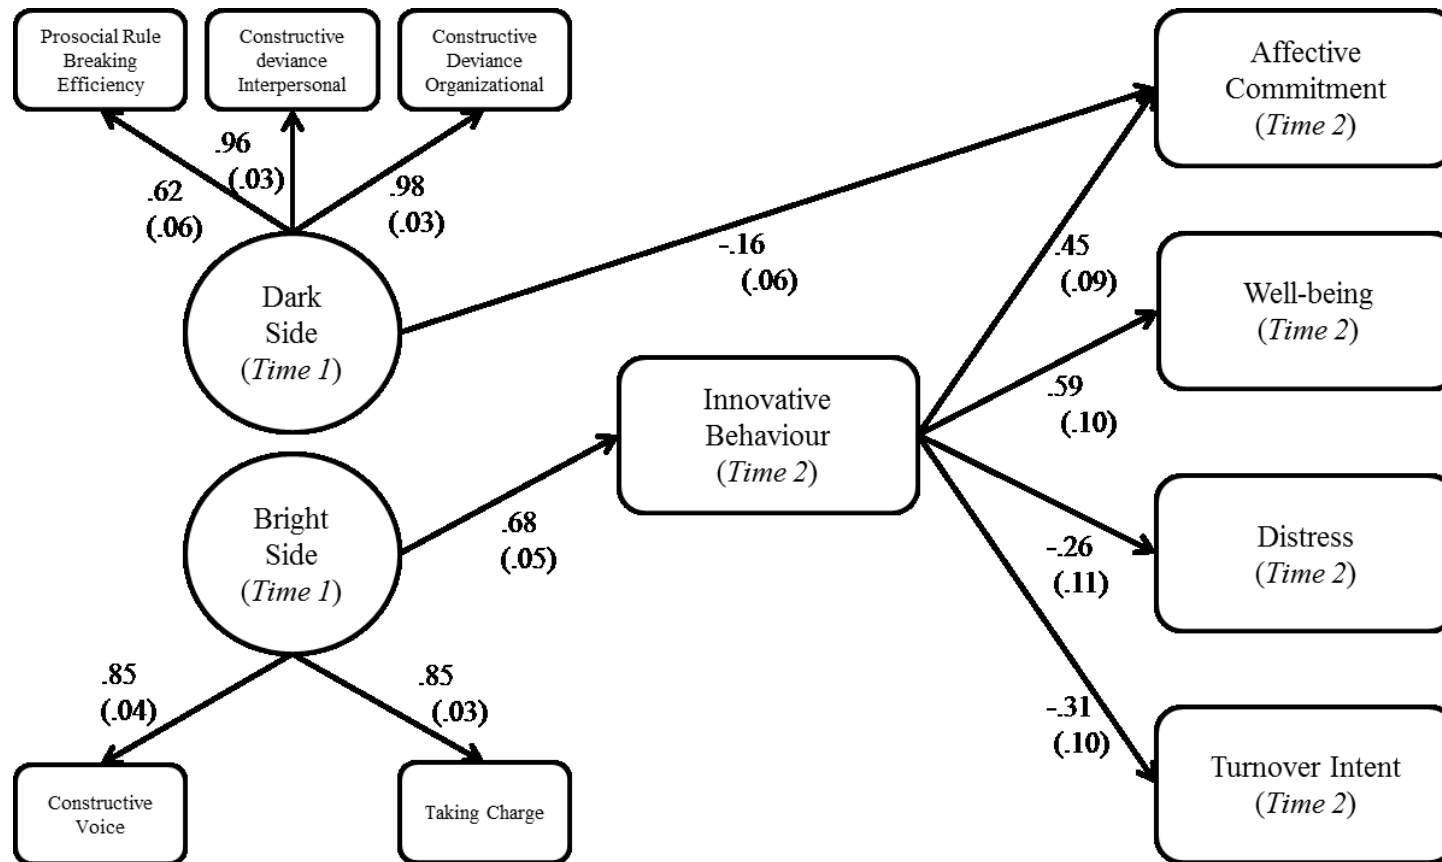 Prosocial Rule
Breaking
Efficiency
Constructive
deviance
Interpersonal
Constructive
Deviance
Organizational
Affective
Commitment
(Time 2)
.96
(.03)
.62
(.06)
.98
(.03)
-.16
(.06)
.45
(.09)
Dark
Side
(Time 1)
Well-being
(Time 2)
.59
(.10)
Innovative
Behaviour
(Time 2)
Bright
Side
(Time 1)
.68
(.05)
-.26
(.11)
Distress
(Time 2)
.85
(.04)
.85
(.03)
-.31
(.10)
Turnover Intent
(Time 2)
Constructive
Voice
Taking Charge